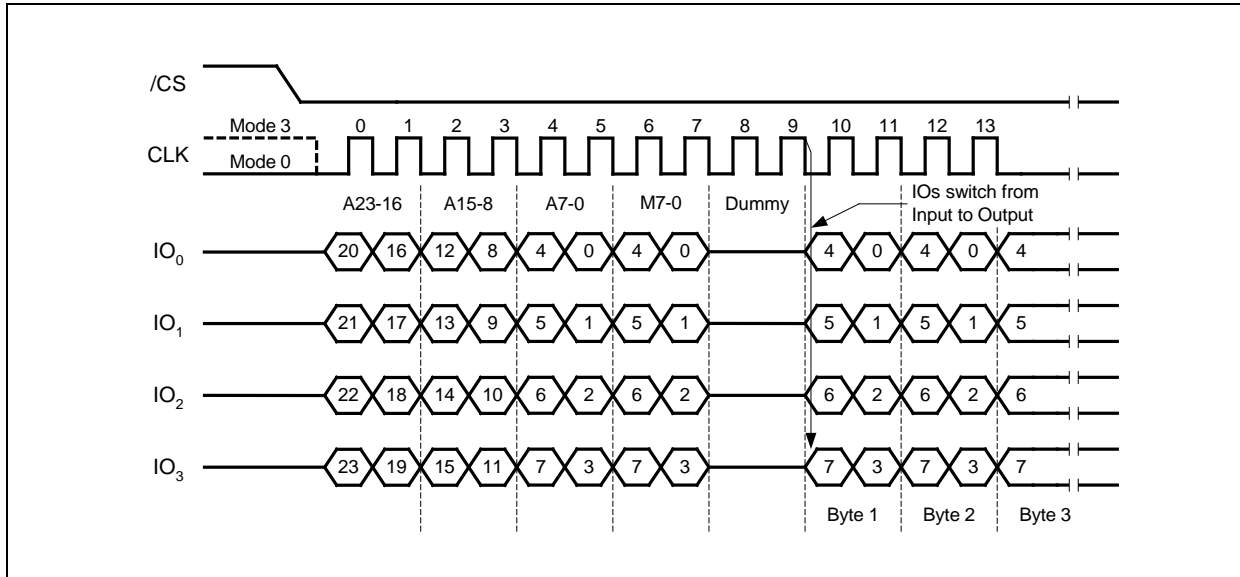 /CS
Mode 3 0 1 2 3 4 5 6 7 8 9 10 11 12 13
CLK
Mode 0
A23-16 A15-8 A7-0 M7-0 Dummy
IOs switch from
Input to Output
IO0 20 16 12 8 4 0 4 0 4 0 4 0 4
IO1 21 17 13 9 5 1 5 1 5 1 5 1 5
IO2 22 18 14 10 6 2 6 2 6 2 6 2 6
IO3 23 19 15 11 7 3 7 3 7 3 7 3 7
Byte 1 Byte 2 Byte 3